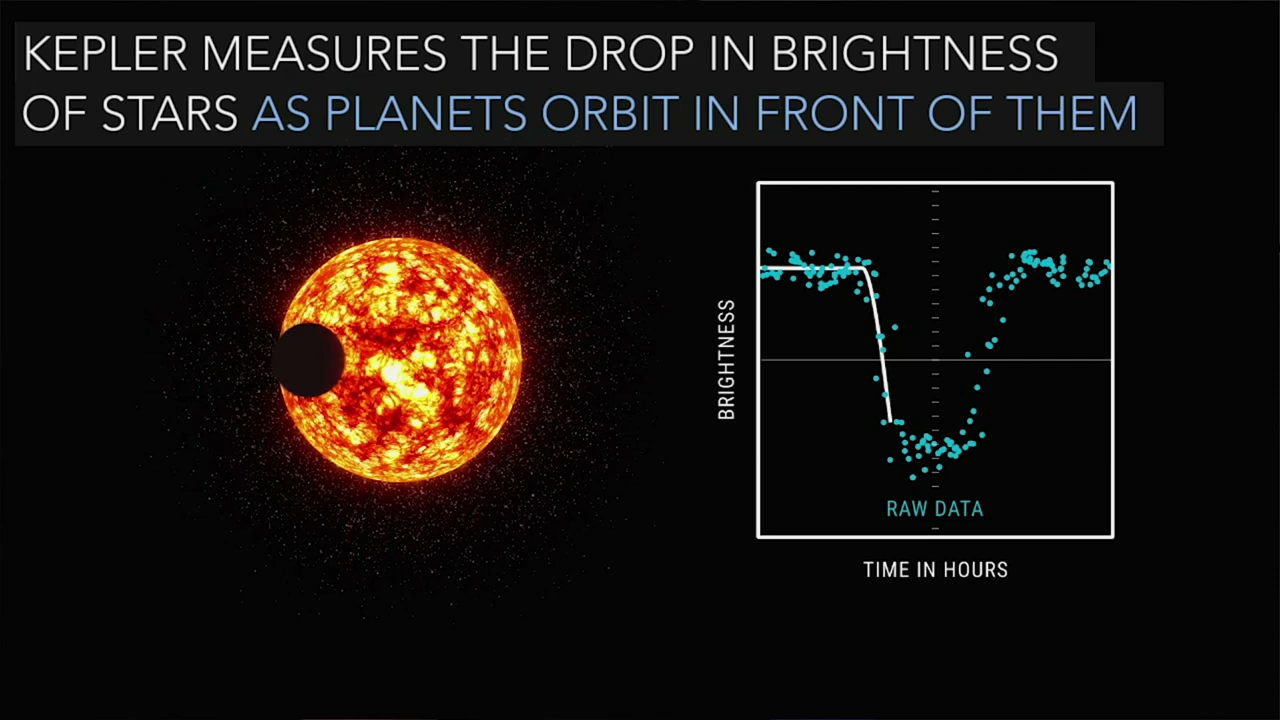 KEPLER MEASURES THE DROP IN BRIGHTNESS
OF STARS AS PLANETS ORBIT IN FRONT OF THEM
BRIGHTNESS
RAW DATA
TIME IN HOURS